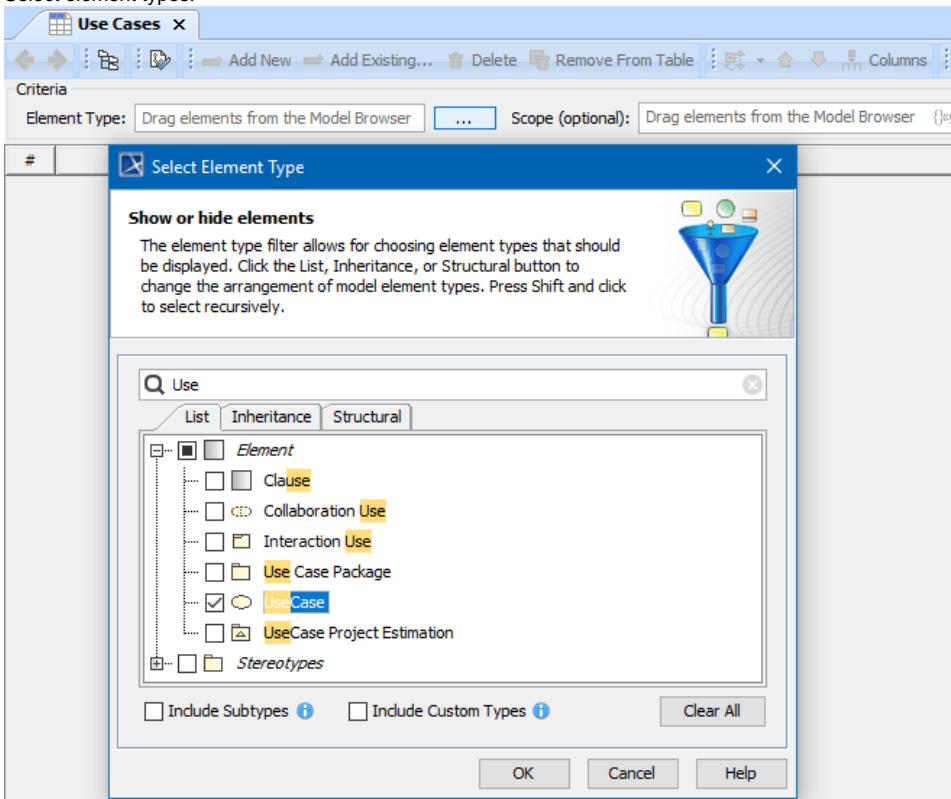 Select element types.
Use Cases
Add New Add Existing... Delete Remove From Table Columns
Criteria
Element Type: Drag elements from the Model Browser ... Scope (optional): Drag elements from the Model Browser
#
Select Element Type
Show or hide elements
The element type filter allows for choosing element types that should
be displayed. Click the List, Inheritance, or Structural button to
change the arrangement of model element types. Press Shift and click
to select recursively.
Use
List Inheritance Structural
Element
Clause
Collaboration Use
Interaction Use
Use Case Package
UseCase
UseCase Project Estimation
Stereotypes
Include Subtypes Include Custom Types Clear All
OK Cancel Help